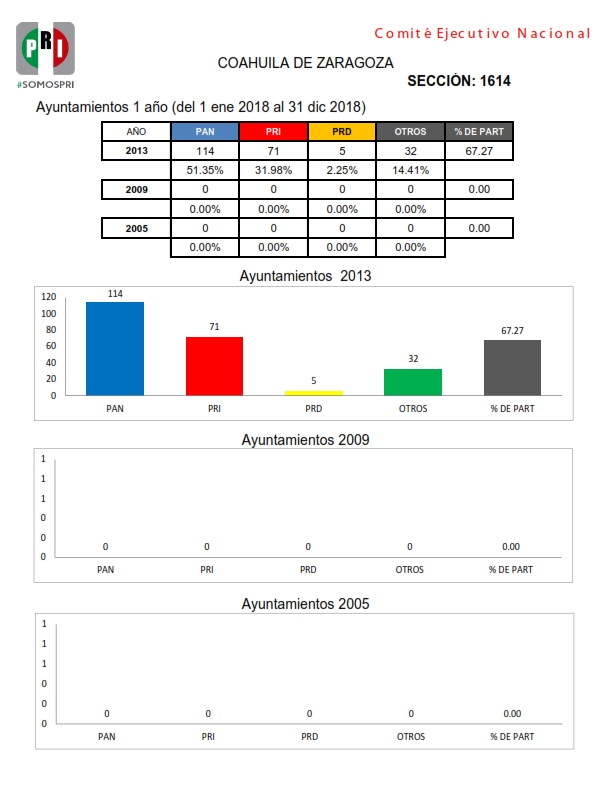 PRI
#SOMOSPRI
Comité Ejecutivo Nacional
COAHUILA DE ZARAGOZA
SECCIÓN: 1614
Ayuntamientos 1 año (del 1 ene 2018 al 31 dic 2018)
AÑO PAN PRI PRD OTROS % DE PART
2013 114 71 5 32 67.27
51.35% 31.98% 2.25% 14.41%
2009 0 0 0 0 0.00
0.00% 0.00% 0.00% 0.00%
2005 0 0 0 0 0.00
0.00% 0.00% 0.00% 0.00%
Ayuntamientos 2013
120
100
80
60
40
20
0
114
71
5
32
67.27
PAN PRI PRD OTROS % DE PART
Ayuntamientos 2009
1
1
1
0
0
0
0 0 0 0 0.00
PAN PRI PRD OTROS % DE PART
Ayuntamientos 2005
1
1
1
0
0
0
0 0 0 0 0.00
PAN PRI PRD OTROS % DE PART